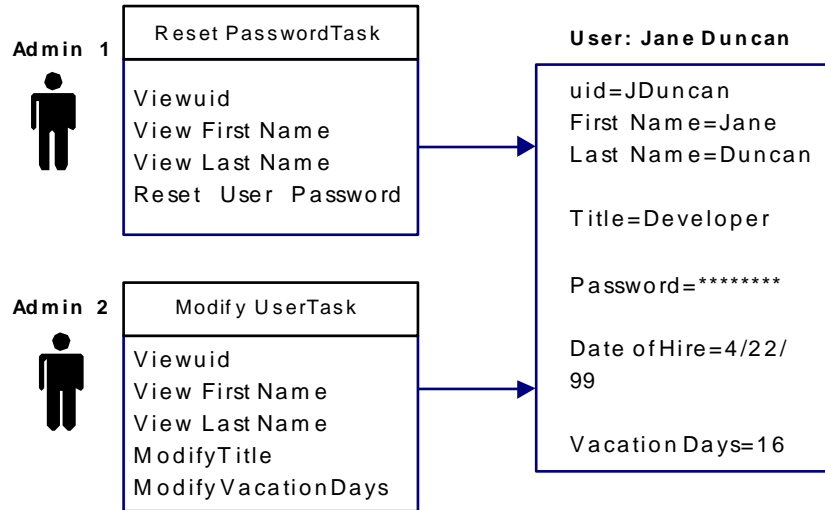 Admin 1
Reset PasswordTask
Viewuid
View First Name
View Last Name
Reset User Password
Admin 2
Modify UserTask
Viewuid
View First Name
View Last Name
ModifyTitle
ModifyVacationDays
User: Jane Duncan
uid=JDuncan
First Name=Jane
Last Name=Duncan
Title=Developer
Password=********
Date of Hire=4/22/
99
Vacation Days=16